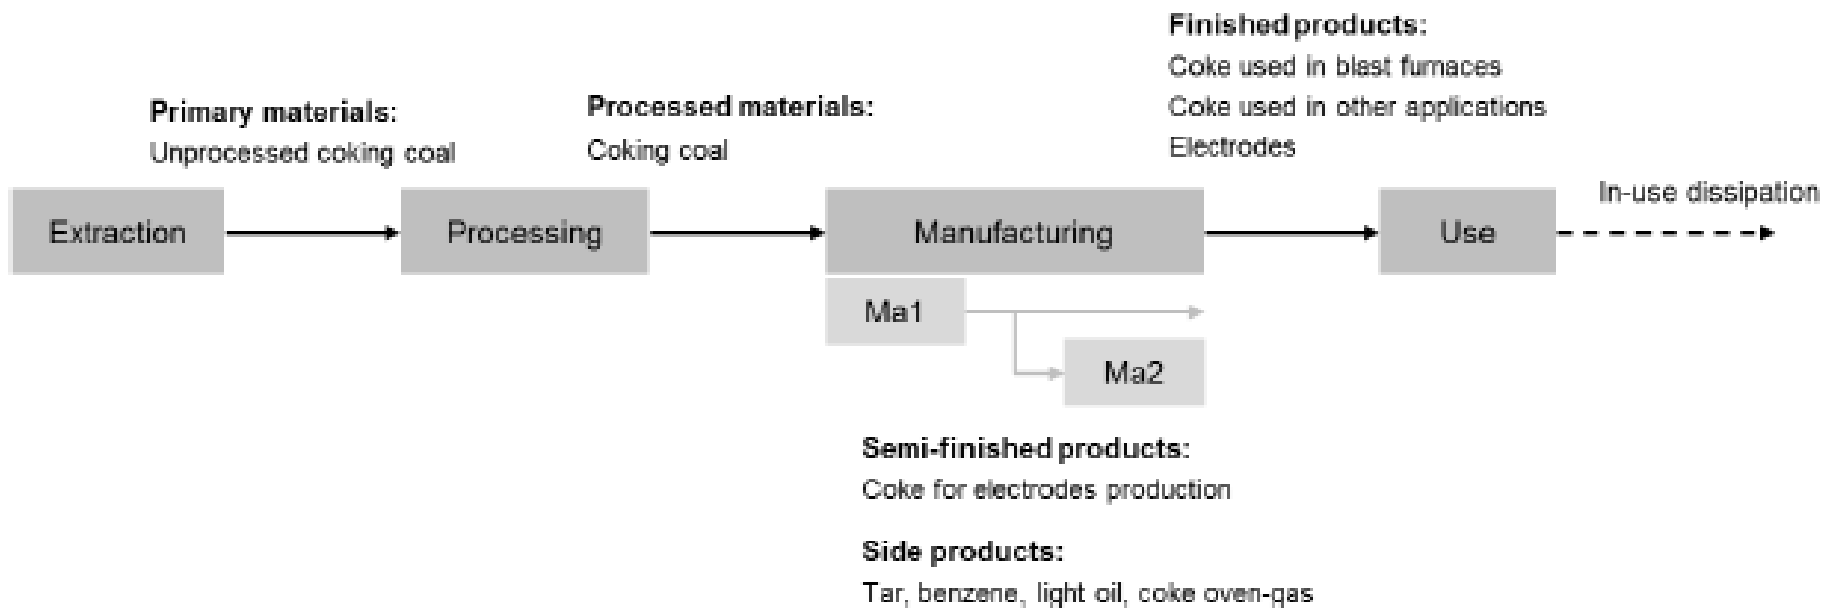 Finished products:
Coke used in blast furnaces
Coke used in other applications
Electrodes
Primary materials:
Unprocessed coking coal
Processed materials:
Coking coal
In-use dissipation
Extraction
Processing
Manufacturing
Use
Ma1
Ma2
Semi-finished products:
Coke for electrodes production
Side products:
Tar, benzene, light oil, coke oven-gas